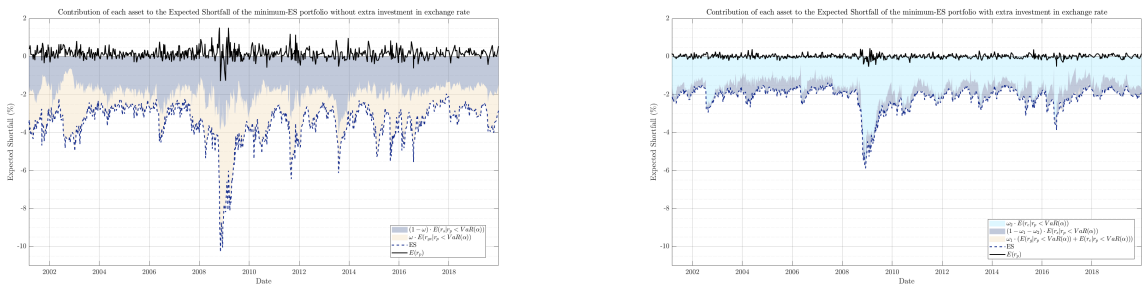 Contribution of each asset to the Expected Shortfall of the minimum-ES portfolio without extra investment in exchange rate
2
0
-2
-4
-6
-8
-10
Expected Shortfall (%)
2002 2004 2006 2008 2010 2012 2014 2016 2018
Date
(1 − ω) · E(r_s|r_p < VaR(α))
ES
E(r_p)
Contribution of each asset to the Expected Shortfall of the minimum-ES portfolio with extra investment in exchange rate
2
0
-2
-4
-6
-8
-10
Expected Shortfall (%)
2002 2004 2006 2008 2010 2012 2014 2016 2018
Date
ES
E(r_p)